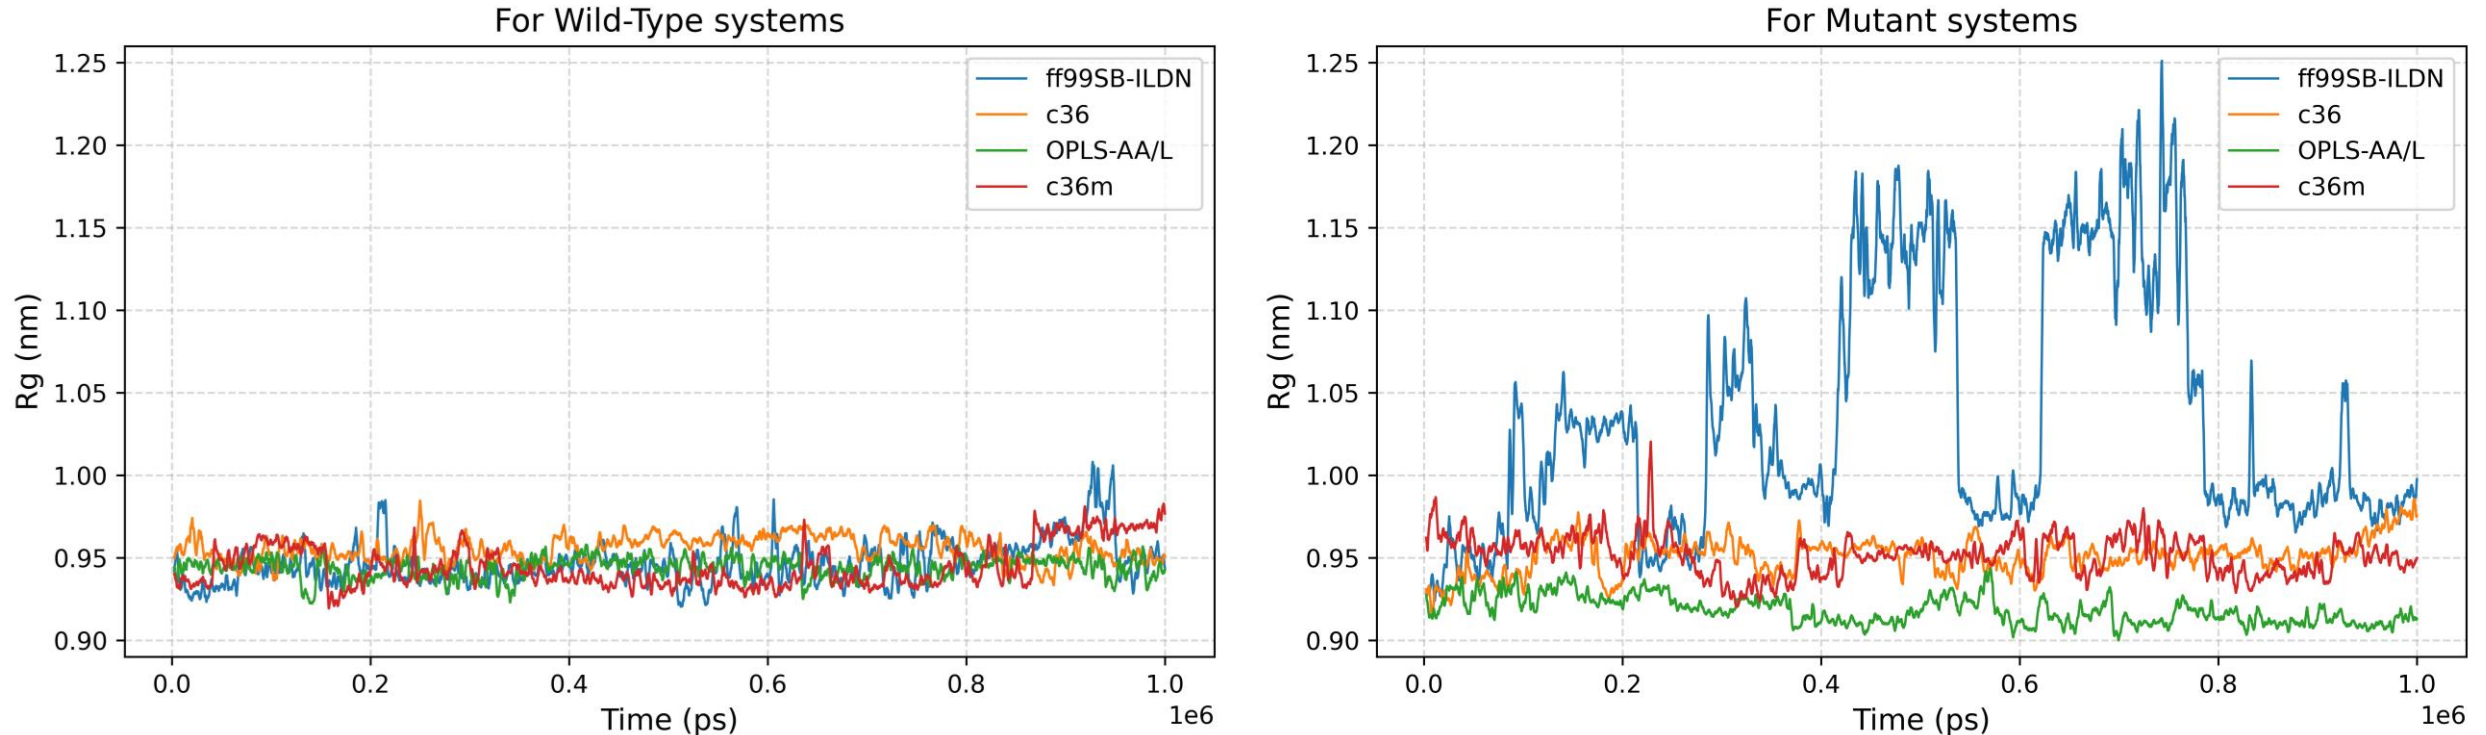 For Wild-Type systems
1.25
1.20
1.15
1.10
1.05
1.00
0.95
0.90
Rg (nm)
ff99SB-ILDN
c36
OPLS-AA/L
c36m
0.0 0.2 0.4 0.6 0.8 1.0
1e6
Time (ps)
For Mutant systems
1.25
1.20
1.15
1.10
1.05
1.00
0.95
0.90
Rg (nm)
ff99SB-ILDN
c36
OPLS-AA/L
c36m
0.0 0.2 0.4 0.6 0.8 1.0
1e6
Time (ps)